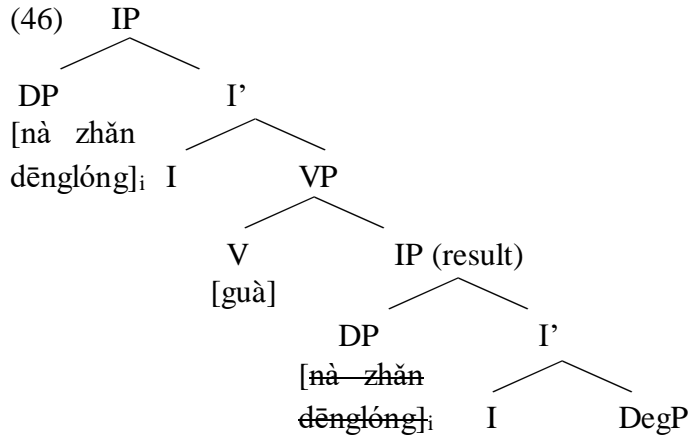 (46) IP
DP I’
[nà zhǎn
dēnglóng]i I VP
V IP (result)
[guà]
DP I’
[nà zhǎn
dēnglóng]i I DegP